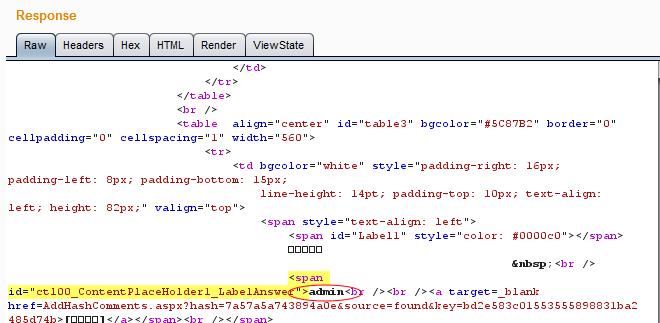 Response
Raw Headers Hex HTML Render ViewState
</td>
</tr>
</table>
<br />
<table  align="center" id="table3" bgcolor="#5C87B2" border="0"
cellpadding="0" cellspacing="1" width="560">
<tr>
<td bgcolor="white" style="padding-right: 16px;
padding-left: 8px; padding-bottom: 15px;
line-height: 14pt; padding-top: 10px; text-align:
left; height: 82px;" valign="top">
<span style="text-align: left">
<span id="Label1" style="color: #0000c0"></span>
□□□□□
&nbsp;<br />
<span
id="ctl00_ContentPlaceHolder1_LabelAnswer">admin<br /><br /><a target=_blank
href=AddHashComments.aspx?hash=7a57a5a743894a0e&source=found&key=bd2e583c01553555898831ba2
485d74b>[□□□□]</a></span><br /></span>